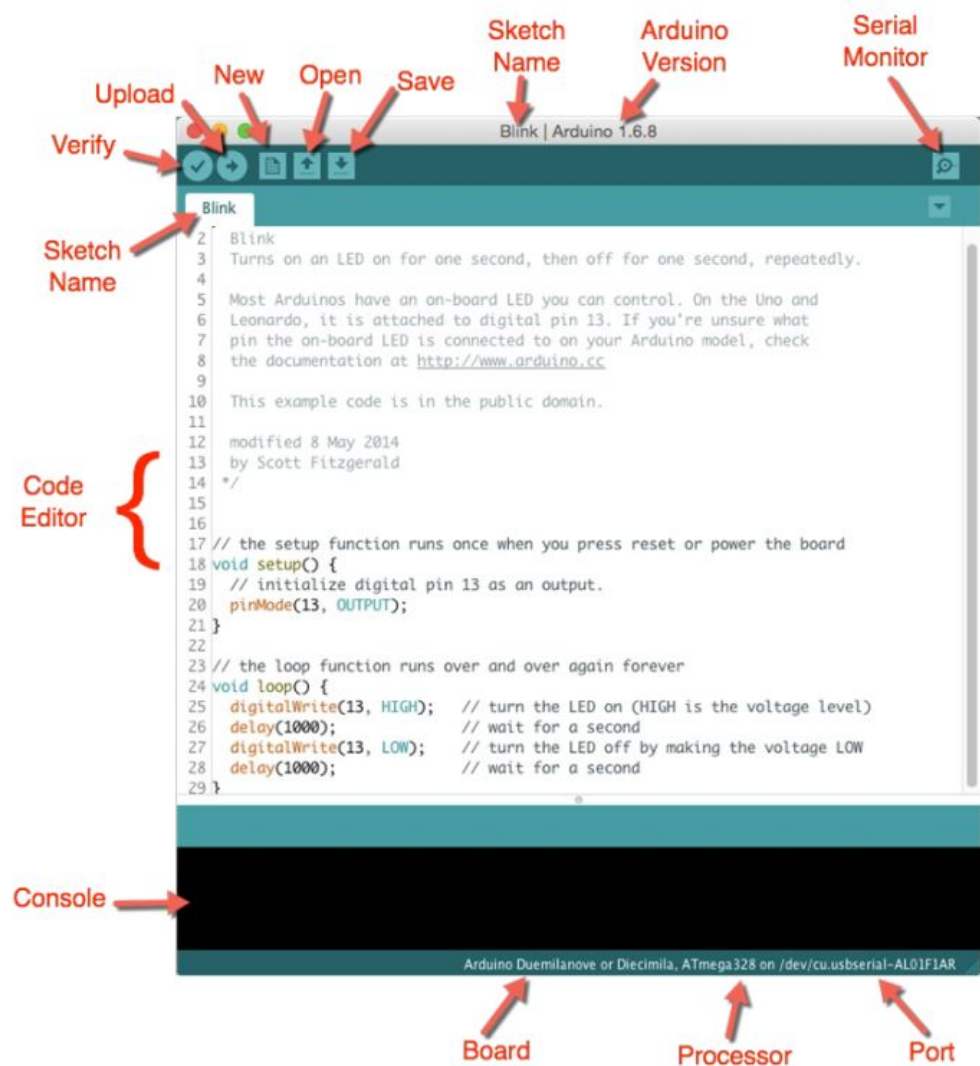 Sketch
Name
Arduino
Version
Serial
Monitor
New
Open
Save
Upload
Verify
Blink | Arduino 1.6.8
Blink
Sketch
Name
2 Blink
3 Turns on an LED on for one second, then off for one second, repeatedly.
4
5 Most Arduinos have an on-board LED you can control. On the Uno and
6 Leonardo, it is attached to digital pin 13. If you're unsure what
7 pin the on-board LED is connected to on your Arduino model, check
8 the documentation at http://www.arduino.cc
9
10 This example code is in the public domain.
11
12 modified 8 May 2014
13 by Scott Fitzgerald
14 */
15
16
17 // the setup function runs once when you press reset or power the board
18 void setup() {
19 // initialize digital pin 13 as an output.
20 pinMode(13, OUTPUT);
21 }
22
23 // the loop function runs over and over again forever
24 void loop() {
25 digitalWrite(13, HIGH); // turn the LED on (HIGH is the voltage level)
26 delay(1000); // wait for a second
27 digitalWrite(13, LOW); // turn the LED off by making the voltage LOW
28 delay(1000); // wait for a second
29 }
Code
Editor
Console
Arduino Duemilanove or Diecimila, ATmega328 on /dev/cu.usbserial-AL01F1AR
Board
Processor
Port